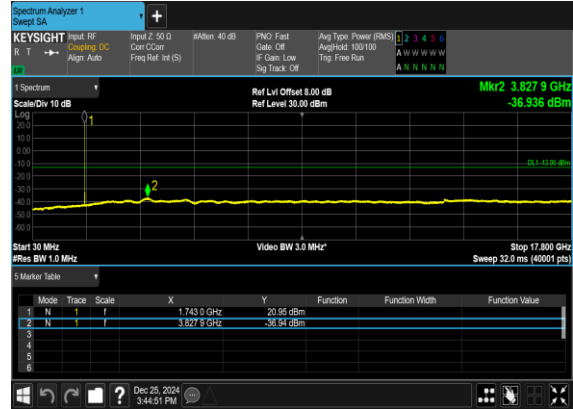 Spectrum Analyzer 1
Swept SA
+
KEYSIGHT Input: RF Input Z: 50 Ω #Atten: 40 dB PNO: Fast Avg Type: Power (RMS) 1 2 3 4 5 6
R T Coupling: DC Corr CCorr Gate: Off Avg|Hold: 100/100 A W W W W W
Align: Auto Freq Ref: Int (S) IF Gain: Low Trig: Free Run
Sig Track: Off A N N N N N
1 Spectrum Ref Lvl Offset 8.00 dB Mkr2 3.827 9 GHz
Scale/Div 10 dB Ref Level 30.00 dBm -36.936 dBm
Log
20.0
10.0
0.00
-10.0
-20.0
-30.0
-40.0
-50.0
-60.0
1
2
DL1 -13.00 dBm
Start 30 MHz Video BW 3.0 MHz* Stop 17.800 GHz
#Res BW 1.0 MHz Sweep 32.0 ms (40001 pts)
5 Marker Table
Mode Trace Scale X Y Function Function Width Function Value
1 N 1 f 1.743 0 GHz 20.95 dBm
2 N 1 f 3.827 9 GHz -36.94 dBm
3
4
5
6
? Dec 25, 2024
3:44:51 PM